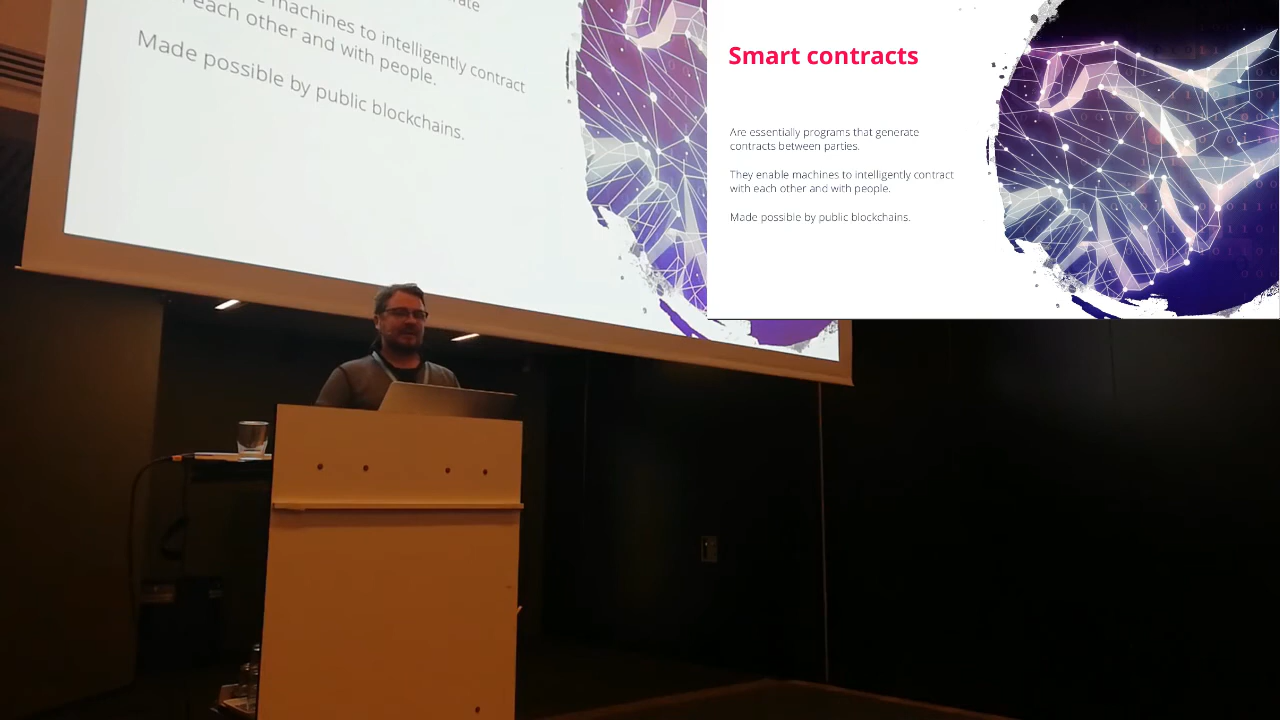 rate
machines to intelligently contract
each other and with people.
Made possible by public blockchains.
Smart contracts
Are essentially programs that generate
contracts between parties.
They enable machines to intelligently contract
with each other and with people.
Made possible by public blockchains.